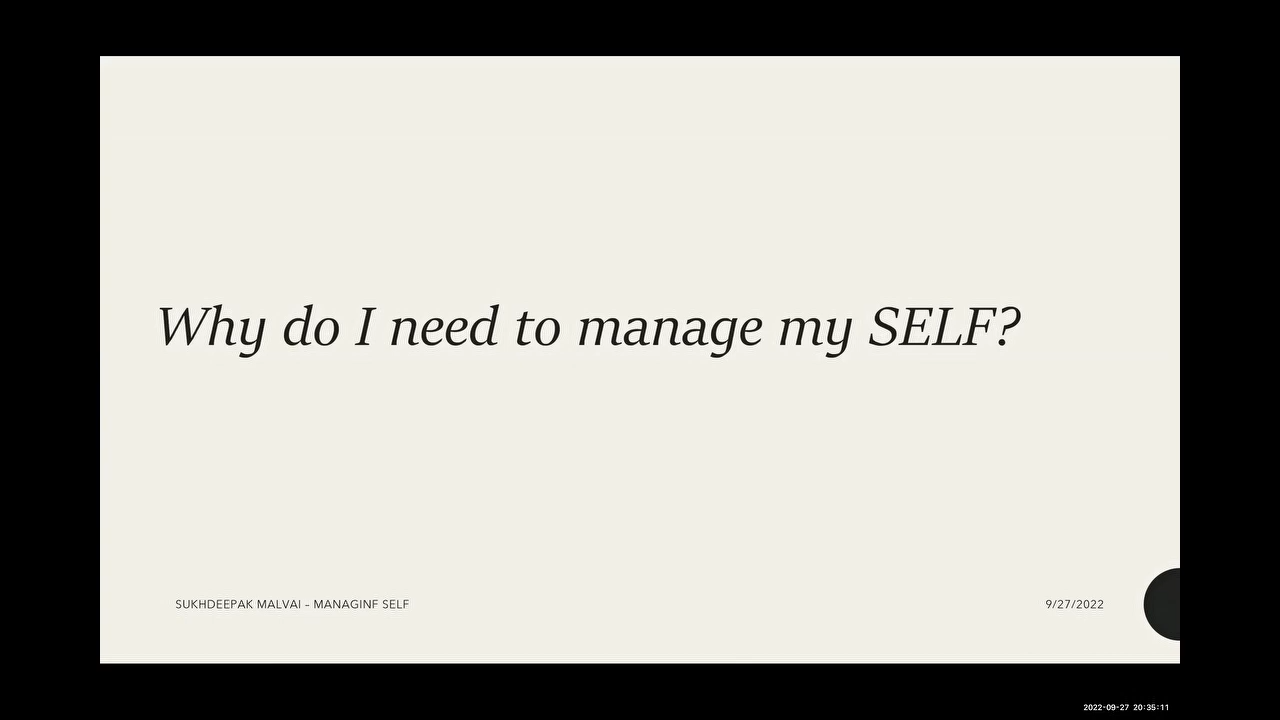 Why do I need to manage my SELF?
SUKHDEEPAK MALVAI - MANAGINF SELF
9/27/2022
2022-09-27 20:35:11